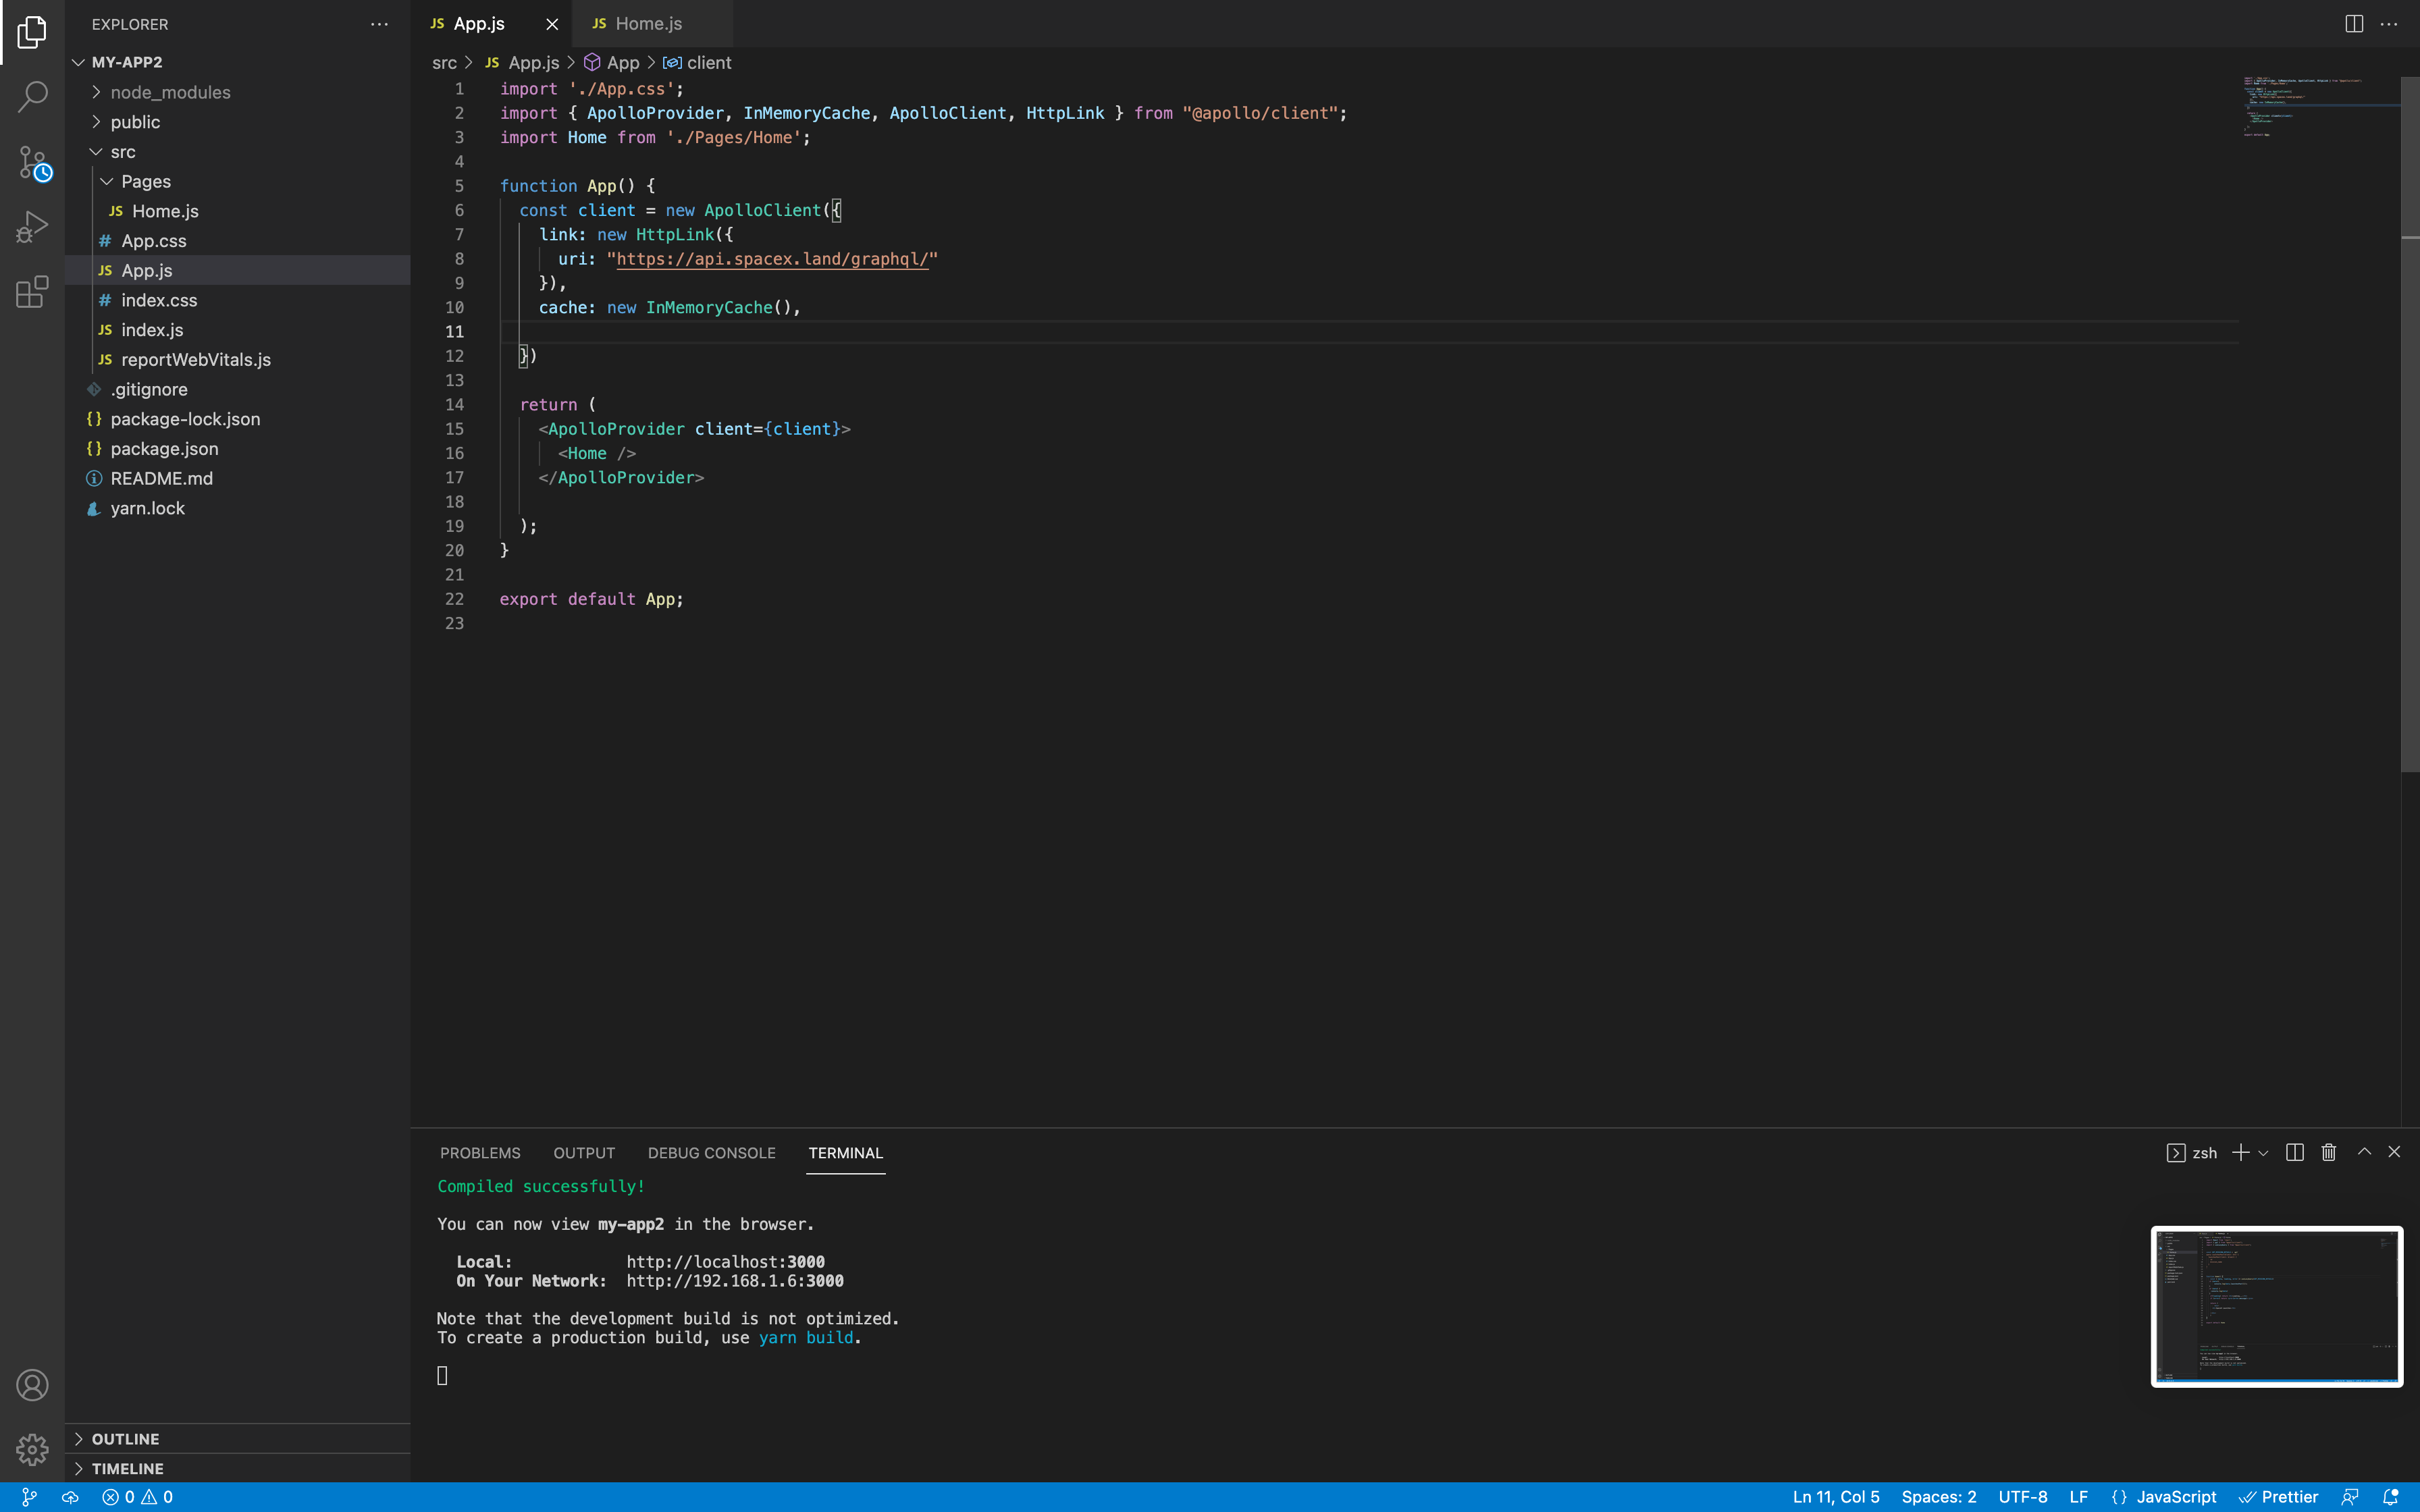 EXPLORER
MY-APP2
node_modules
public
src
Pages
JS Home.js
# App.css
JS App.js
# index.css
JS index.js
JS reportWebVitals.js
.gitignore
{} package-lock.json
{} package.json
README.md
yarn.lock
OUTLINE
TIMELINE
JS App.js
JS Home.js
src > JS App.js > App > client
1 import './App.css';
2 import { ApolloProvider, InMemoryCache, ApolloClient, HttpLink } from "@apollo/client";
3 import Home from './Pages/Home';
4
5 function App() {
6 const client = new ApolloClient({
7 link: new HttpLink({
8 uri: "https://api.spacex.land/graphql/"
9 }),
10 cache: new InMemoryCache(),
11
12 })
13
14 return (
15 <ApolloProvider client={client}>
16 <Home />
17 </ApolloProvider>
18
19 );
20 }
21
22 export default App;
23
PROBLEMS OUTPUT DEBUG CONSOLE TERMINAL
zsh
Compiled successfully!
You can now view my-app2 in the browser.
Local: http://localhost:3000
On Your Network: http://192.168.1.6:3000
Note that the development build is not optimized.
To create a production build, use yarn build.
0 0
Ln 11, Col 5 Spaces: 2 UTF-8 LF {} JavaScript Prettier